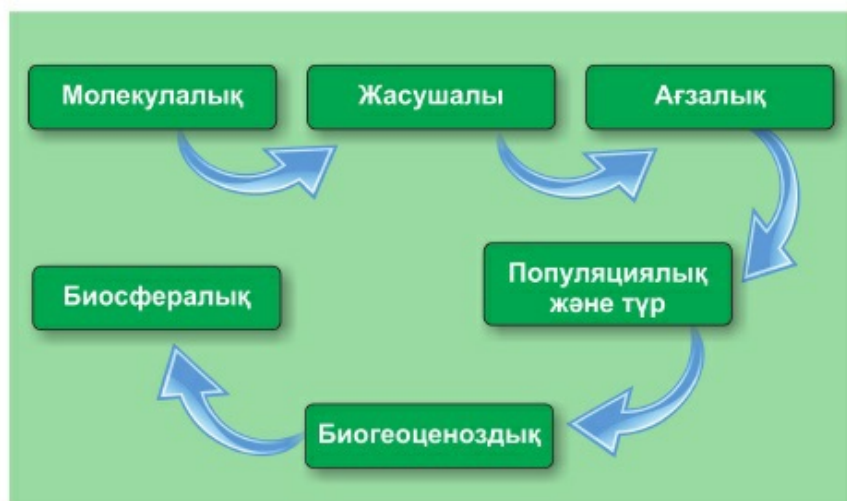 Молекулалық
Жасушалы
Ағзалық
Популяциялық
және түр
Биогеоценоздық
Биосфералық